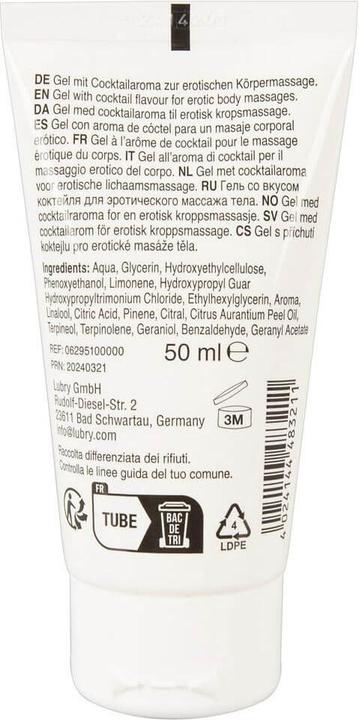 DE Gel mit Cocktailaroma zur erotischen Körpermassage.
EN Gel with cocktail flavour for erotic body massages.
DA Gel med cocktailaroma til erotisk kropsmassage.
ES Gel con aroma de cóctel para un masaje corporal
erótico. FR Gel à l'arôme de cocktail pour le massage
érotique du corps. IT Gel all'aroma di cocktail per il
massaggio erotico del corpo. NL Gel met cocktailaroma
voor erotische lichaamsmassage. RU Гель со вкусом
коктейля для эротического массажа тела. NO Gel med
cocktailraroma for en erotisk kroppsmassasje. SV Gel med
cocktailarom för erotisk kroppsmassage. CS Gel s příchutí
koktejlu pro erotické masáže těla.
Ingredients: Aqua, Glycerin, Hydroxyethylcellulose,
Phenoxyethanol, Limonene, Hydroxypropyl Guar
Hydroxypropyltrimonium Chloride, Ethylhexylglycerin, Aroma,
Linalool, Citric Acid, Pinene, Citral, Citrus Aurantium Peel Oil,
Terpineol, Terpinolene, Geraniol, Benzaldehyde, Geranyl Acetate
REF: 06295100000
PRN: 20240321
50 ml e
Lubry GmbH
Rudolf-Diesel-Str. 2
23611 Bad Schwartau, Germany
info@lubry.com
3M
4024144483211
Raccolta differenziata dei rifiuti.
Controlla le linee guida del tuo comune.
FR
TUBE
BAC
DE
TRI
4
LDPE